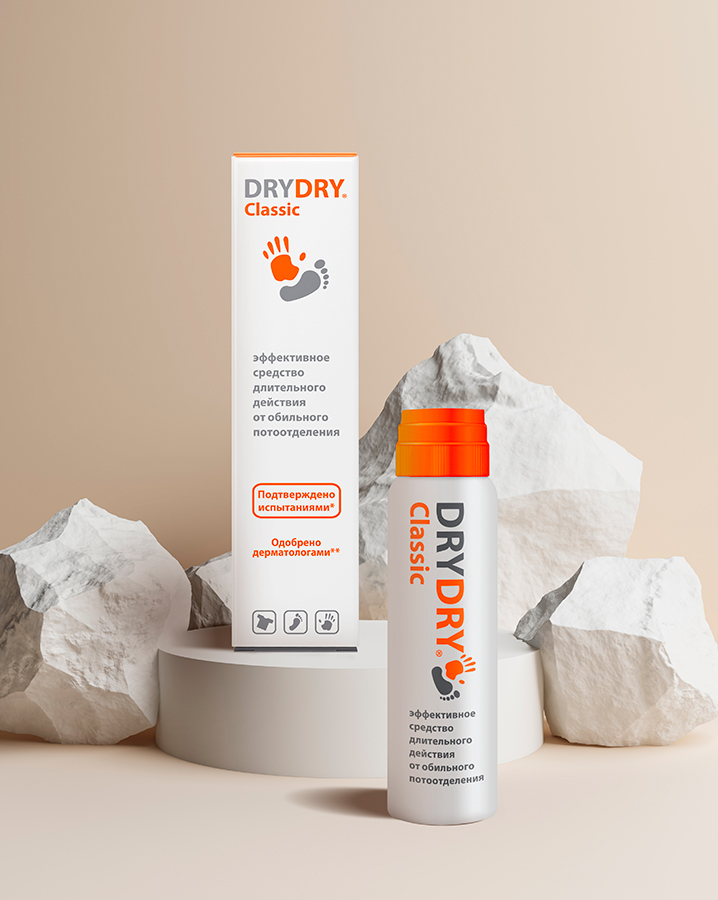 DRYDRY®
Classic
эффективное
средство
длительного
действия
от обильного
потоотделения
Подтверждено
испытаниями*
Одобрено
дерматологами**
DRYDRY®
Classic
эффективное
средство
длительного
действия
от обильного
потоотделения